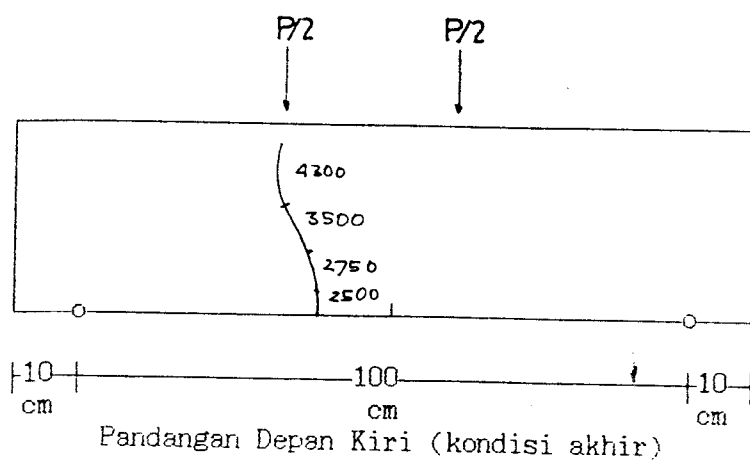 P/2 P/2
4300
3500
2750
2500
10 100 10
cm cm cm
Pandangan Depan Kiri (kondisi akhir)